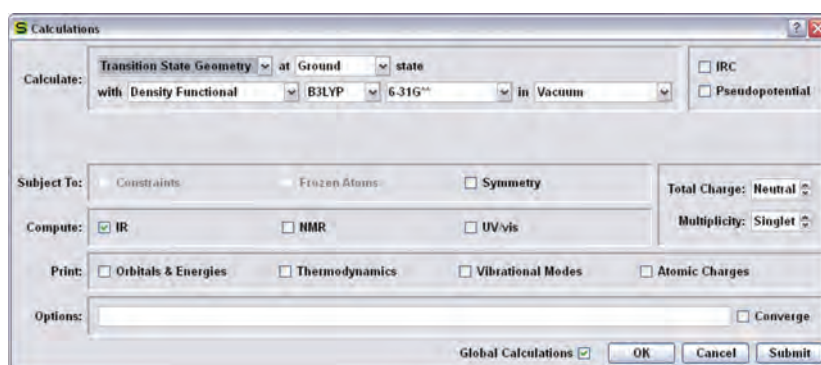 S Calculations
Calculate: Transition State Geometry at Ground state
with Density Functional B3LYP 6-31G** in Vacuum
IRC
Pseudopotential
Subject To: Constraints Frozen Atoms Symmetry
Total Charge: Neutral
Compute: IR NMR UV/vis
Multiplicity: Singlet
Print: Orbitals & Energies Thermodynamics Vibrational Modes Atomic Charges
Options: Converge
Global Calculations OK Cancel Submit